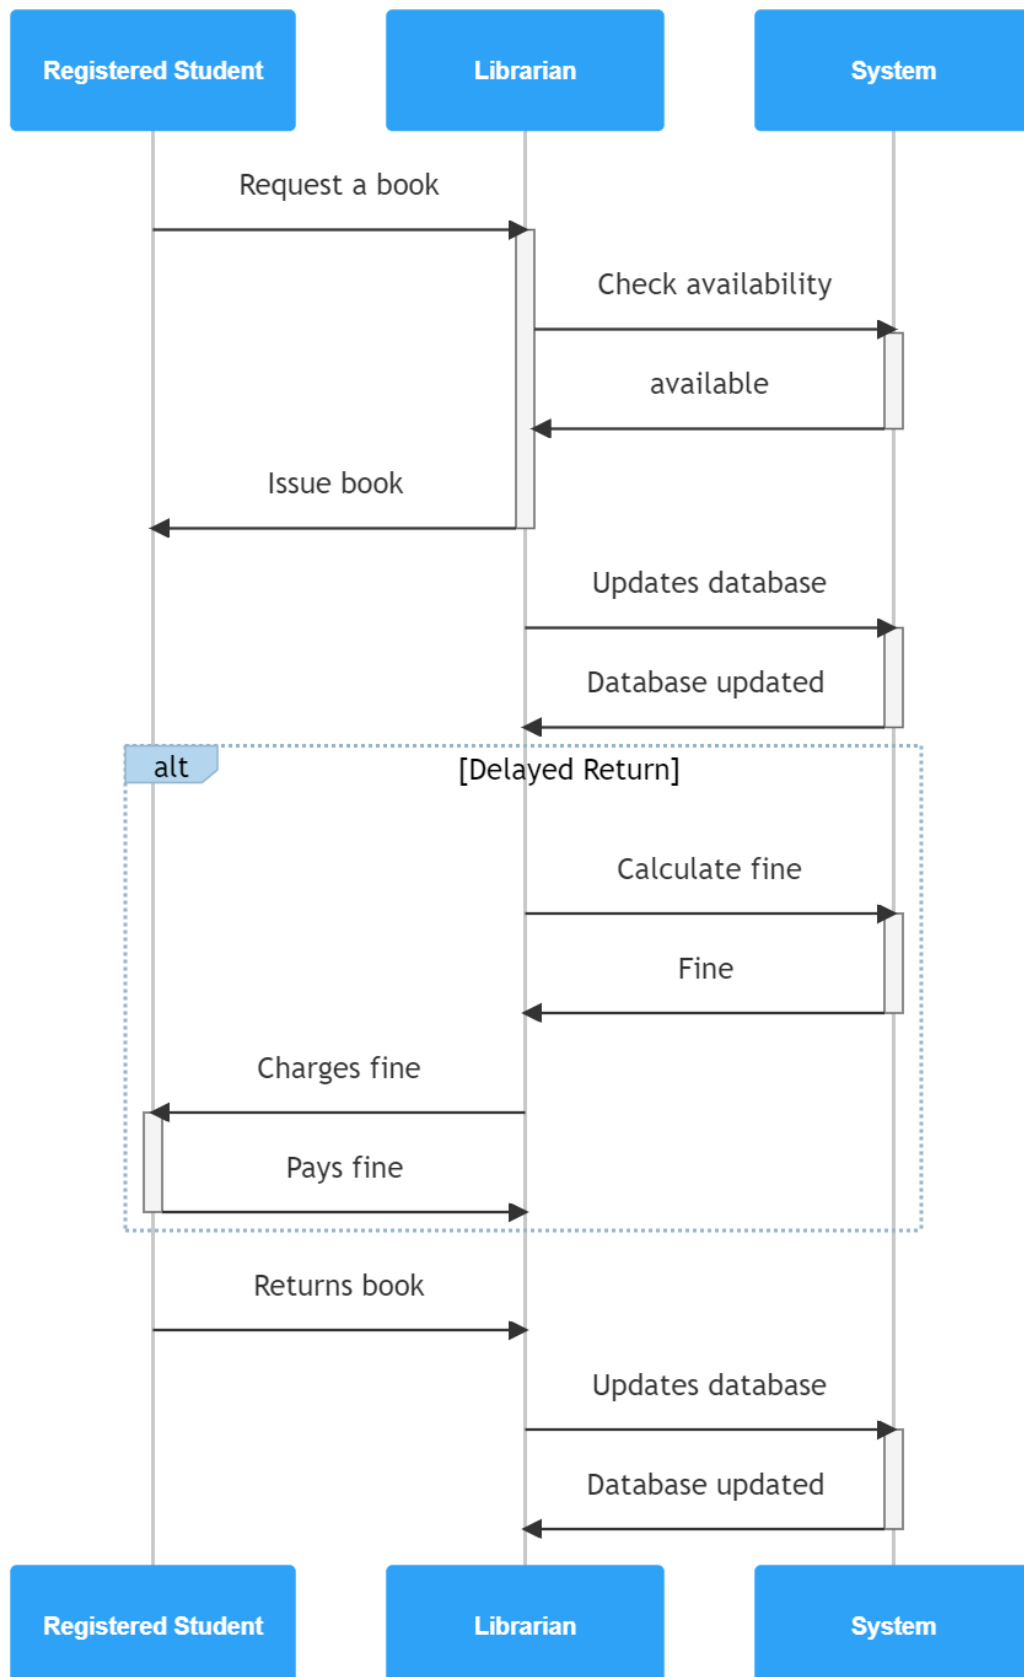 Registered Student
Librarian
System
Request a book
Check availability
available
Issue book
Updates database
Database updated
alt
[Delayed Return]
Calculate fine
Fine
Charges fine
Pays fine
Returns book
Updates database
Database updated
Registered Student
Librarian
System